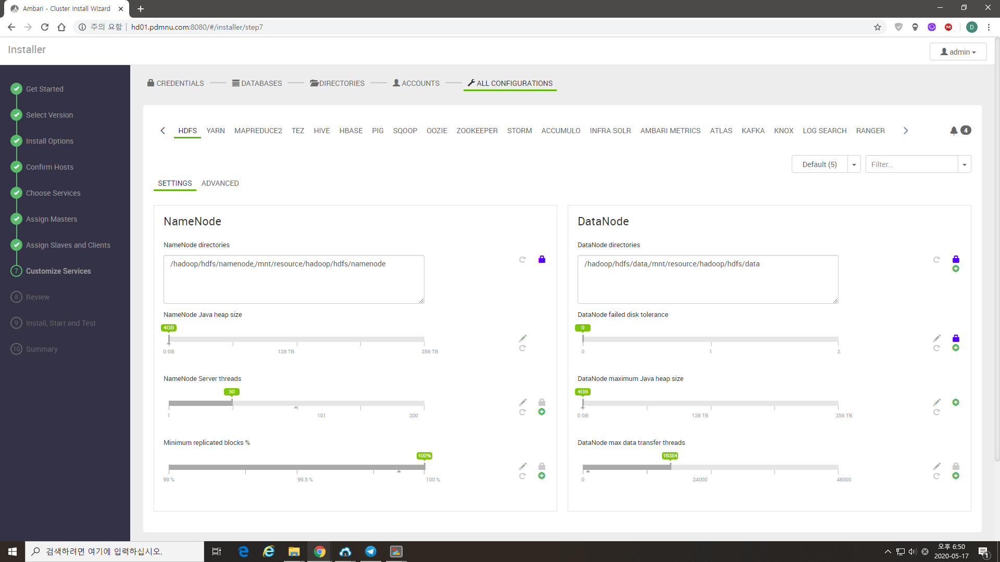 Ambari - Cluster Install Wizard
주의 요함
hd01.pdmnu.com:8080/#/installer/step7
D
Installer
admin
Get Started
Select Version
Install Options
Confirm Hosts
Choose Services
Assign Masters
Assign Slaves and Clients
7 Customize Services
8 Review
9 Install, Start and Test
10 Summary
CREDENTIALS DATABASES DIRECTORIES ACCOUNTS ALL CONFIGURATIONS
HDFS YARN MAPREDUCE2 TEZ HIVE HBASE PIG SQOOP OOZIE ZOOKEEPER STORM ACCUMULO INFRA SOLR AMBARI METRICS ATLAS KAFKA KNOX LOG SEARCH RANGER 4
Default (5) Filter...
SETTINGS ADVANCED
NameNode
NameNode directories
/hadoop/hdfs/namenode,/mnt/resource/hadoop/hdfs/namenode
NameNode Java heap size
4GB
0 GB 128 TB 256 TB
NameNode Server threads
50
1 101 200
Minimum replicated blocks %
100%
99 % 99.5 % 100 %
DataNode
DataNode directories
/hadoop/hdfs/data,/mnt/resource/hadoop/hdfs/data
DataNode failed disk tolerance
0
0 1 2
DataNode maximum Java heap size
4GB
0 GB 128 TB 256 TB
DataNode max data transfer threads
16384
0 24000 48000
검색하려면 여기에 입력하십시오.
오후 6:50
2020-05-17
1